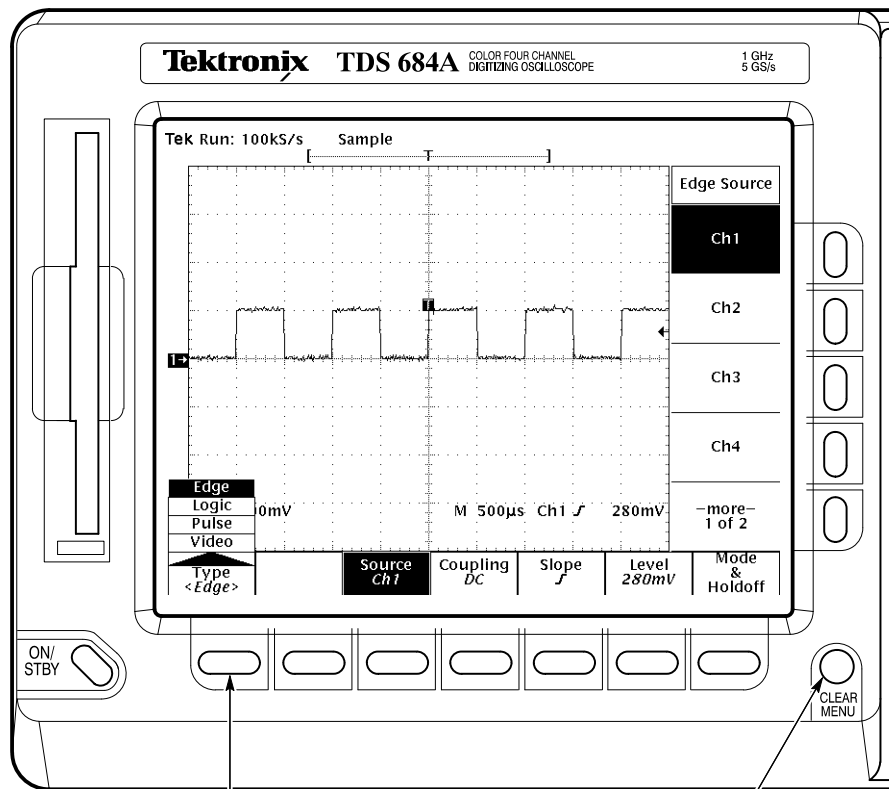 Tektronix TDS 684A COLOR FOUR CHANNEL DIGITIZING OSCILLOSCOPE 1 GHz 5 GS/s
Tek Run: 100kS/s Sample
[ T ]
Edge Source
Ch1
Ch2
Ch3
Ch4
–more–
1 of 2
T
1→
Edge
Logic
Pulse
Video
0mV M 500µs Ch1 280mV
Type
<Edge>
Source
Ch1
Coupling
DC
Slope
Level
280mV
Mode
&
Holdoff
ON/
STBY
CLEAR
MENU